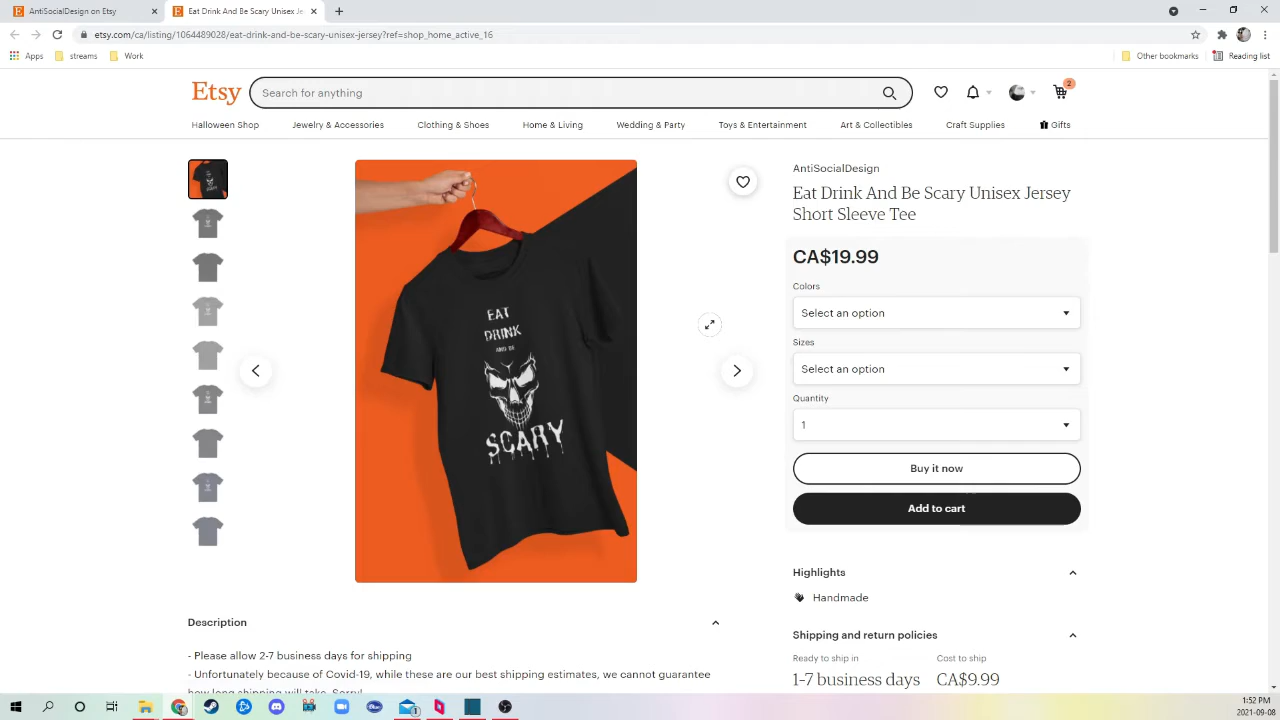 AntiSocialDesign on Etsy
Eat Drink And Be Scary Unisex Je
etsy.com/ca/listing/1064489028/eat-drink-and-be-scary-unisex-jersey?ref=shop_home_active_16
Apps
streams
Work
Other bookmarks
Reading list
Etsy
Search for anything
2
Halloween Shop
Jewelry & Accessories
Clothing & Shoes
Home & Living
Wedding & Party
Toys & Entertainment
Art & Collectibles
Craft Supplies
Gifts
EAT
DRINK
AND BE
SCARY
AntiSocialDesign
Eat Drink And Be Scary Unisex Jersey
Short Sleeve Tee
CA$19.99
Colors
Select an option
Sizes
Select an option
Quantity
1
Buy it now
Add to cart
Highlights
Handmade
Shipping and return policies
Ready to ship in
Cost to ship
1-7 business days
CA$9.99
Description
- Please allow 2-7 business days for shipping
- Unfortunately because of Covid-19, while these are our best shipping estimates, we cannot guarantee
how long shipping will take. Sorry!
1:52 PM
2021-09-08